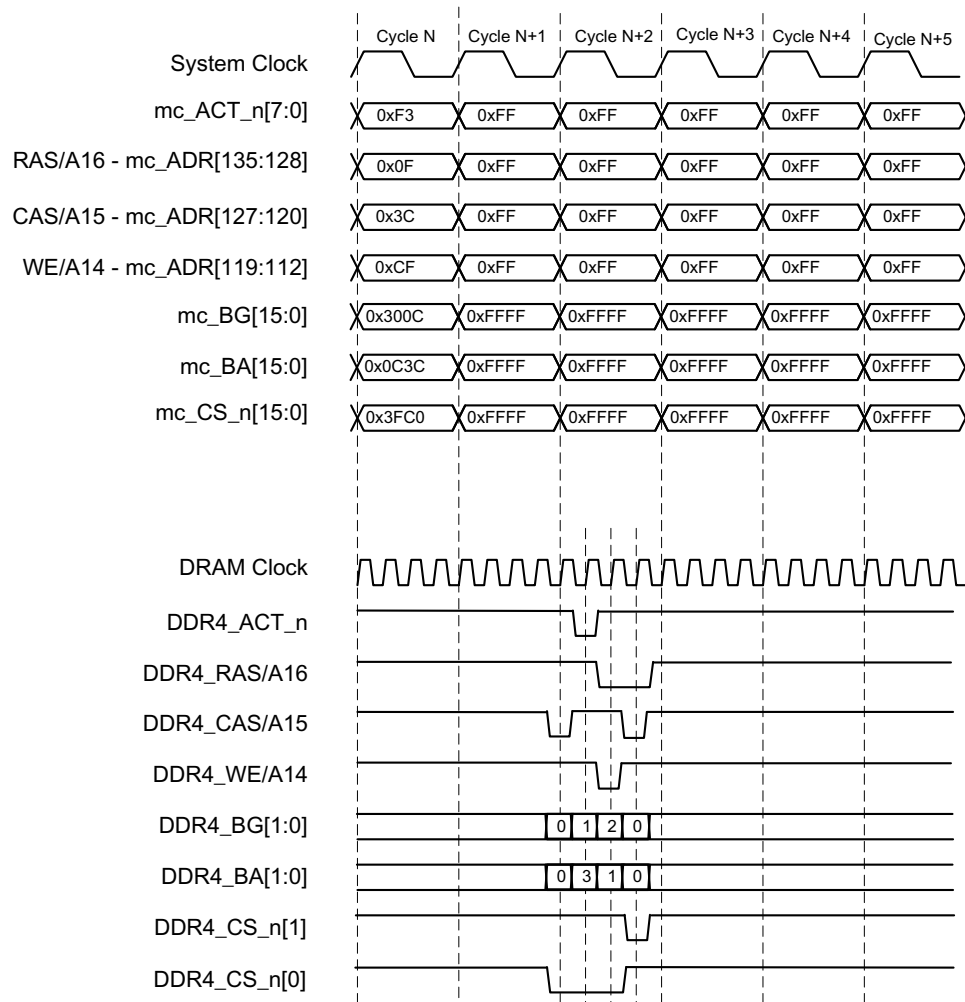 Cycle N Cycle N+1 Cycle N+2 Cycle N+3 Cycle N+4 Cycle N+5
System Clock
mc_ACT_n[7:0] 0xF3 0xFF 0xFF 0xFF 0xFF 0xFF
RAS/A16 - mc_ADR[135:128] 0x0F 0xFF 0xFF 0xFF 0xFF 0xFF
CAS/A15 - mc_ADR[127:120] 0x3C 0xFF 0xFF 0xFF 0xFF 0xFF
WE/A14 - mc_ADR[119:112] 0xCF 0xFF 0xFF 0xFF 0xFF 0xFF
mc_BG[15:0] 0x300C 0xFFFF 0xFFFF 0xFFFF 0xFFFF 0xFFFF
mc_BA[15:0] 0x0C3C 0xFFFF 0xFFFF 0xFFFF 0xFFFF 0xFFFF
mc_CS_n[15:0] 0x3FC0 0xFFFF 0xFFFF 0xFFFF 0xFFFF 0xFFFF
DRAM Clock
DDR4_ACT_n
DDR4_RAS/A16
DDR4_CAS/A15
DDR4_WE/A14
DDR4_BG[1:0] 0 1 2 0
DDR4_BA[1:0] 0 3 1 0
DDR4_CS_n[1]
DDR4_CS_n[0]